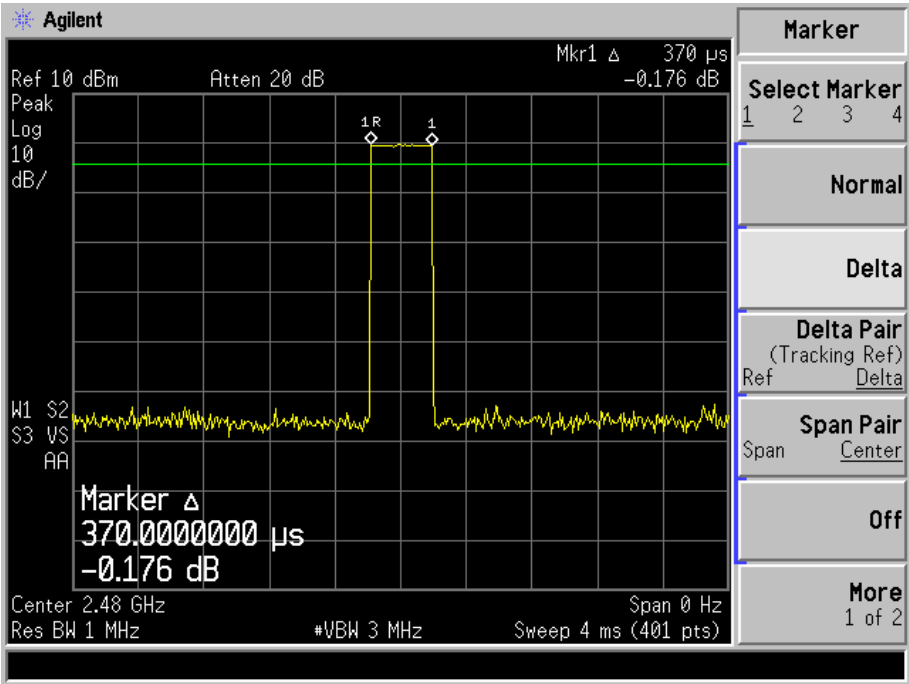 Agilent
Marker
Mkr1 Δ 370 µs
Ref 10 dBm Atten 20 dB -0.176 dB
Peak
Log
10
dB/
1R 1
W1 S2
S3 VS
AA
Marker Δ
370.0000000 µs
-0.176 dB
Center 2.48 GHz Span 0 Hz
Res BW 1 MHz #VBW 3 MHz Sweep 4 ms (401 pts)
Select Marker
1 2 3 4
Normal
Delta
Delta Pair
(Tracking Ref)
Ref Delta
Span Pair
Span Center
Off
More
1 of 2